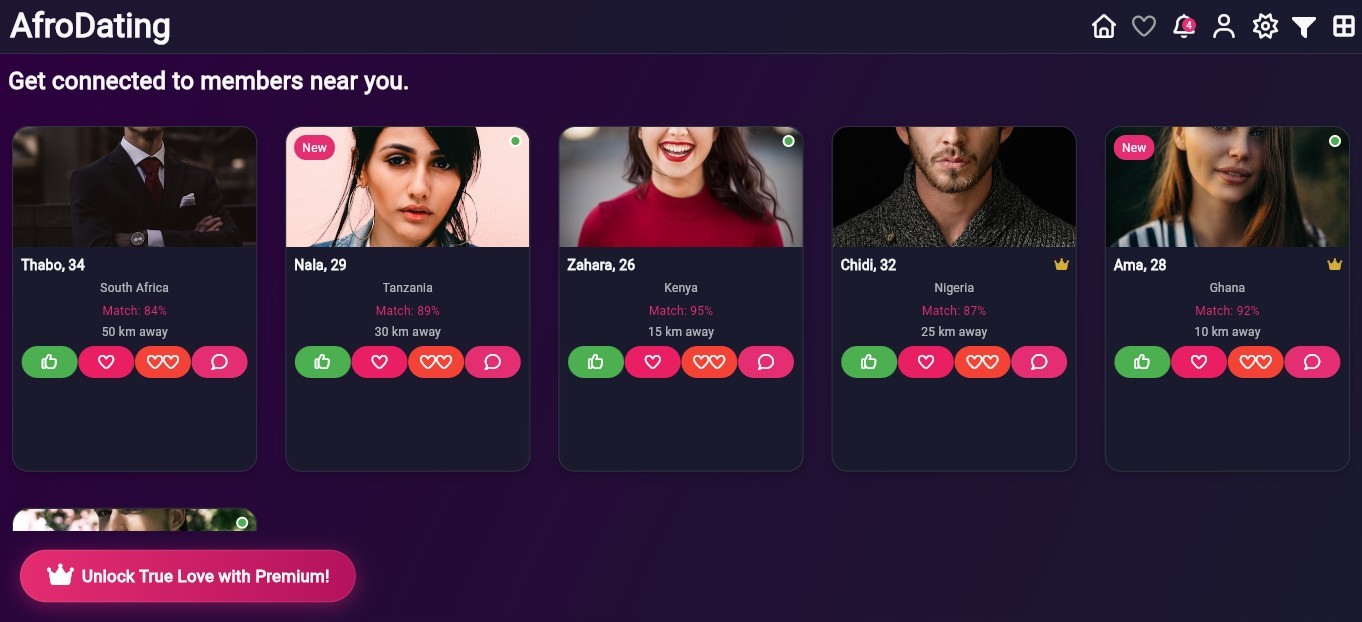 AfroDating
4
Get connected to members near you.
Thabo, 34
South Africa
Match: 84%
50 km away
New
Nala, 29
Tanzania
Match: 89%
30 km away
Zahara, 26
Kenya
Match: 95%
15 km away
Chidi, 32
Nigeria
Match: 87%
25 km away
New
Ama, 28
Ghana
Match: 92%
10 km away
Unlock True Love with Premium!